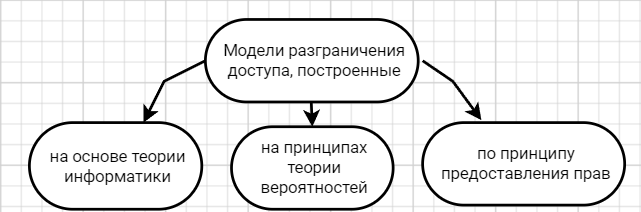 Модели разграничения
доступа, построенные
на основе теории
информатики
на принципах
теории
вероятностей
по принципу
предоставления прав